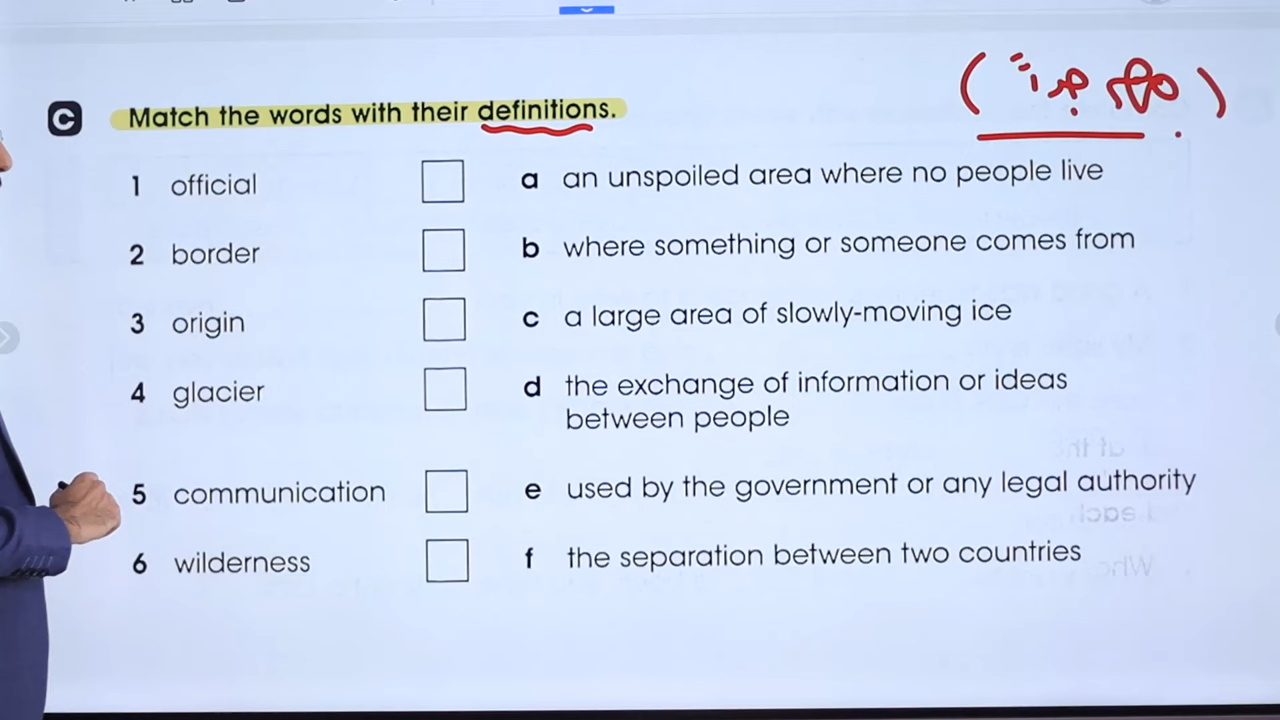 C Match the words with their definitions.
( مهم جداً )
1 official a an unspoiled area where no people live
2 border b where something or someone comes from
3 origin c a large area of slowly-moving ice
4 glacier d the exchange of information or ideas
between people
5 communication e used by the government or any legal authority
6 wilderness f the separation between two countries